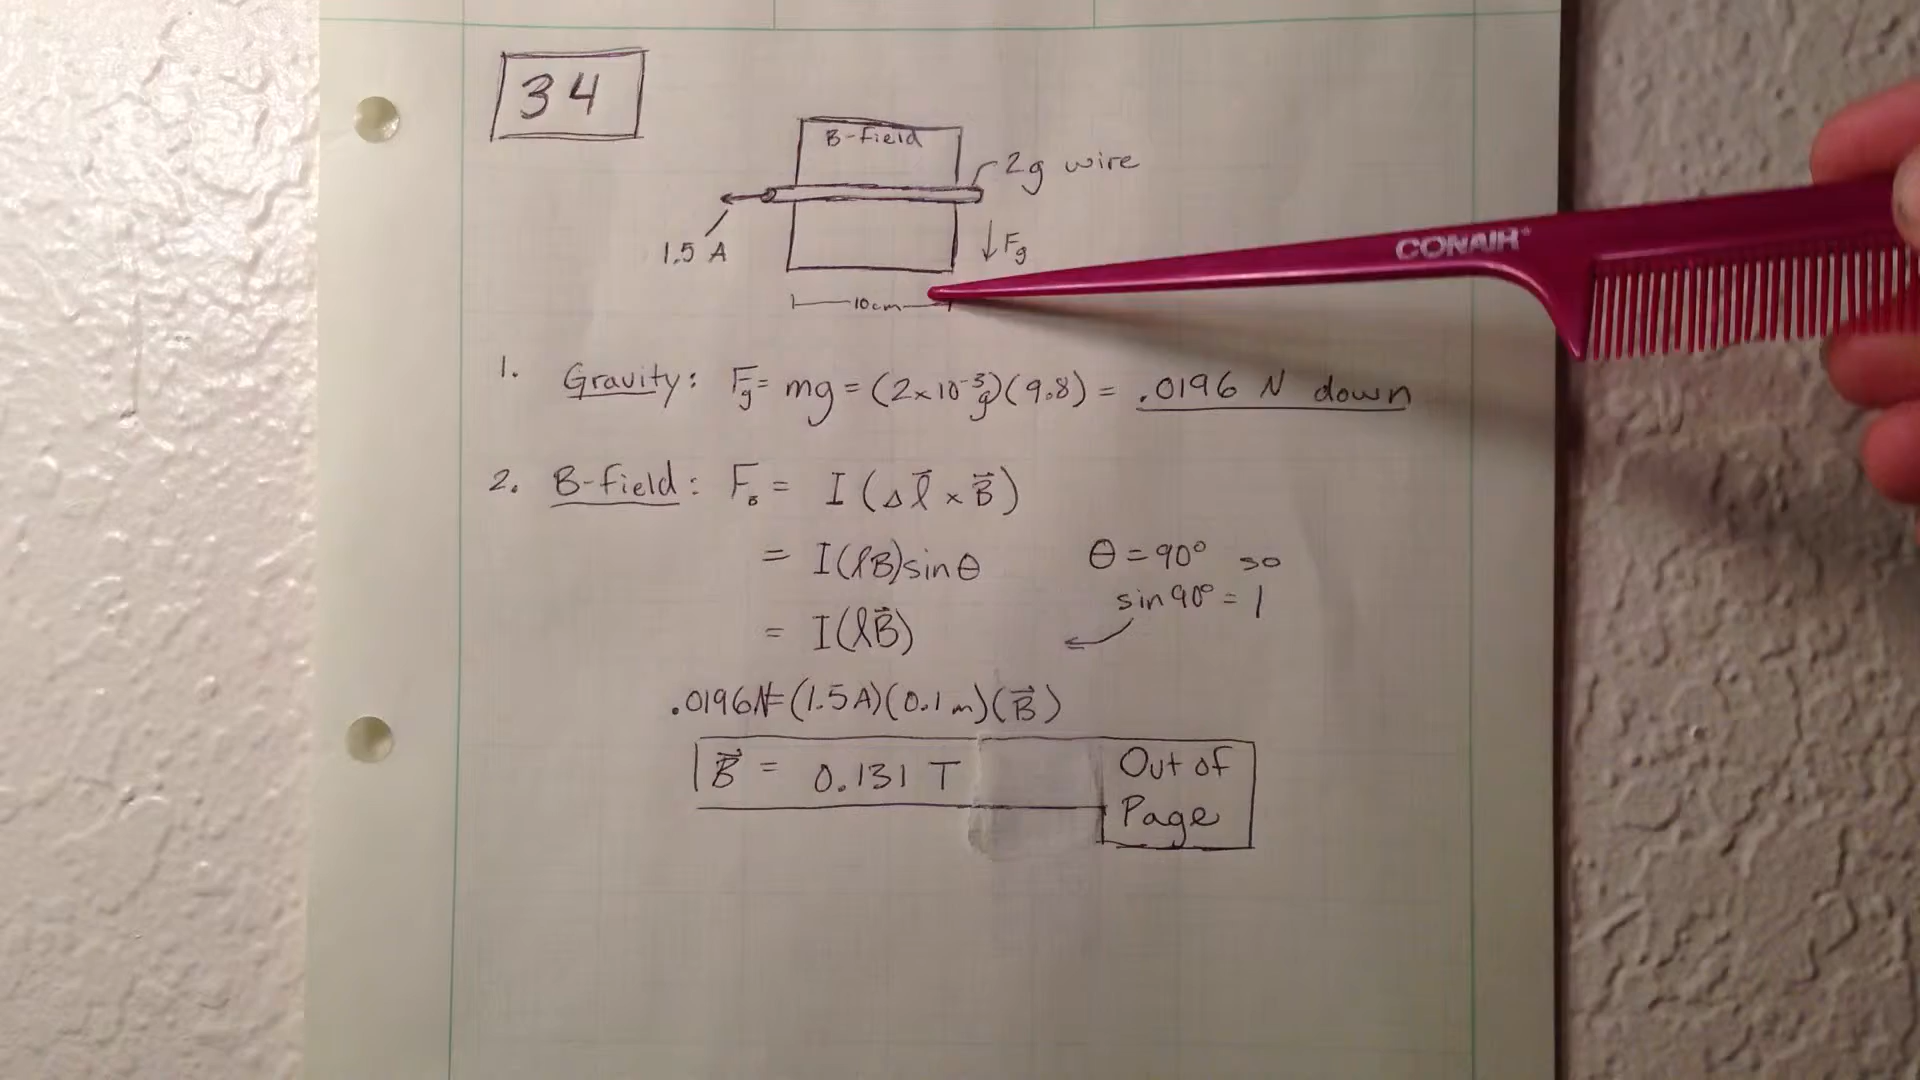 34
B-field
2g wire
1.5 A
Fg
10cm
CONAIR
1. Gravity: Fg = mg = (2×10⁻³g)(9.8) = .0196 N down
2. B-field: F_B = I (Δl⃗ × B⃗)
= I(lB)sinθ
θ = 90° so
sin 90° = 1
= I(lB⃗)
.0196N=(1.5A)(0.1m)(B⃗)
B⃗ = 0.131 T
Out of
Page